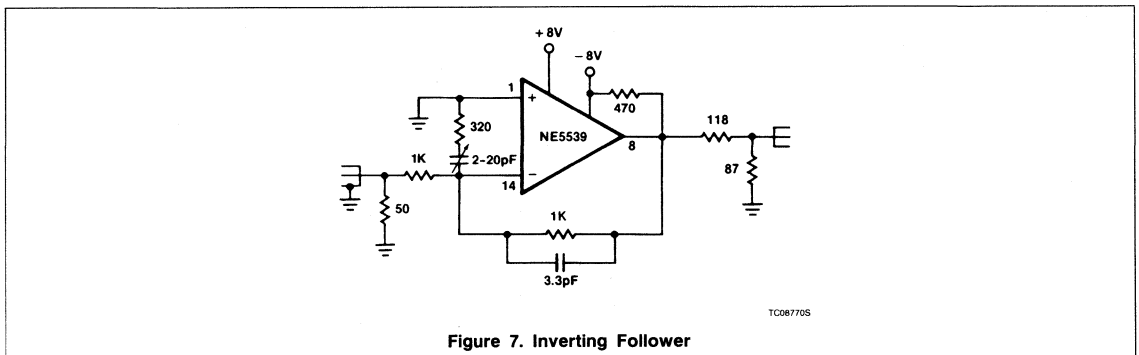 + 8V
− 8V
1
+
470
320
NE5539
118
8
1K
2-20pF
−
14
87
50
1K
3.3pF
TC08770S
Figure 7. Inverting Follower